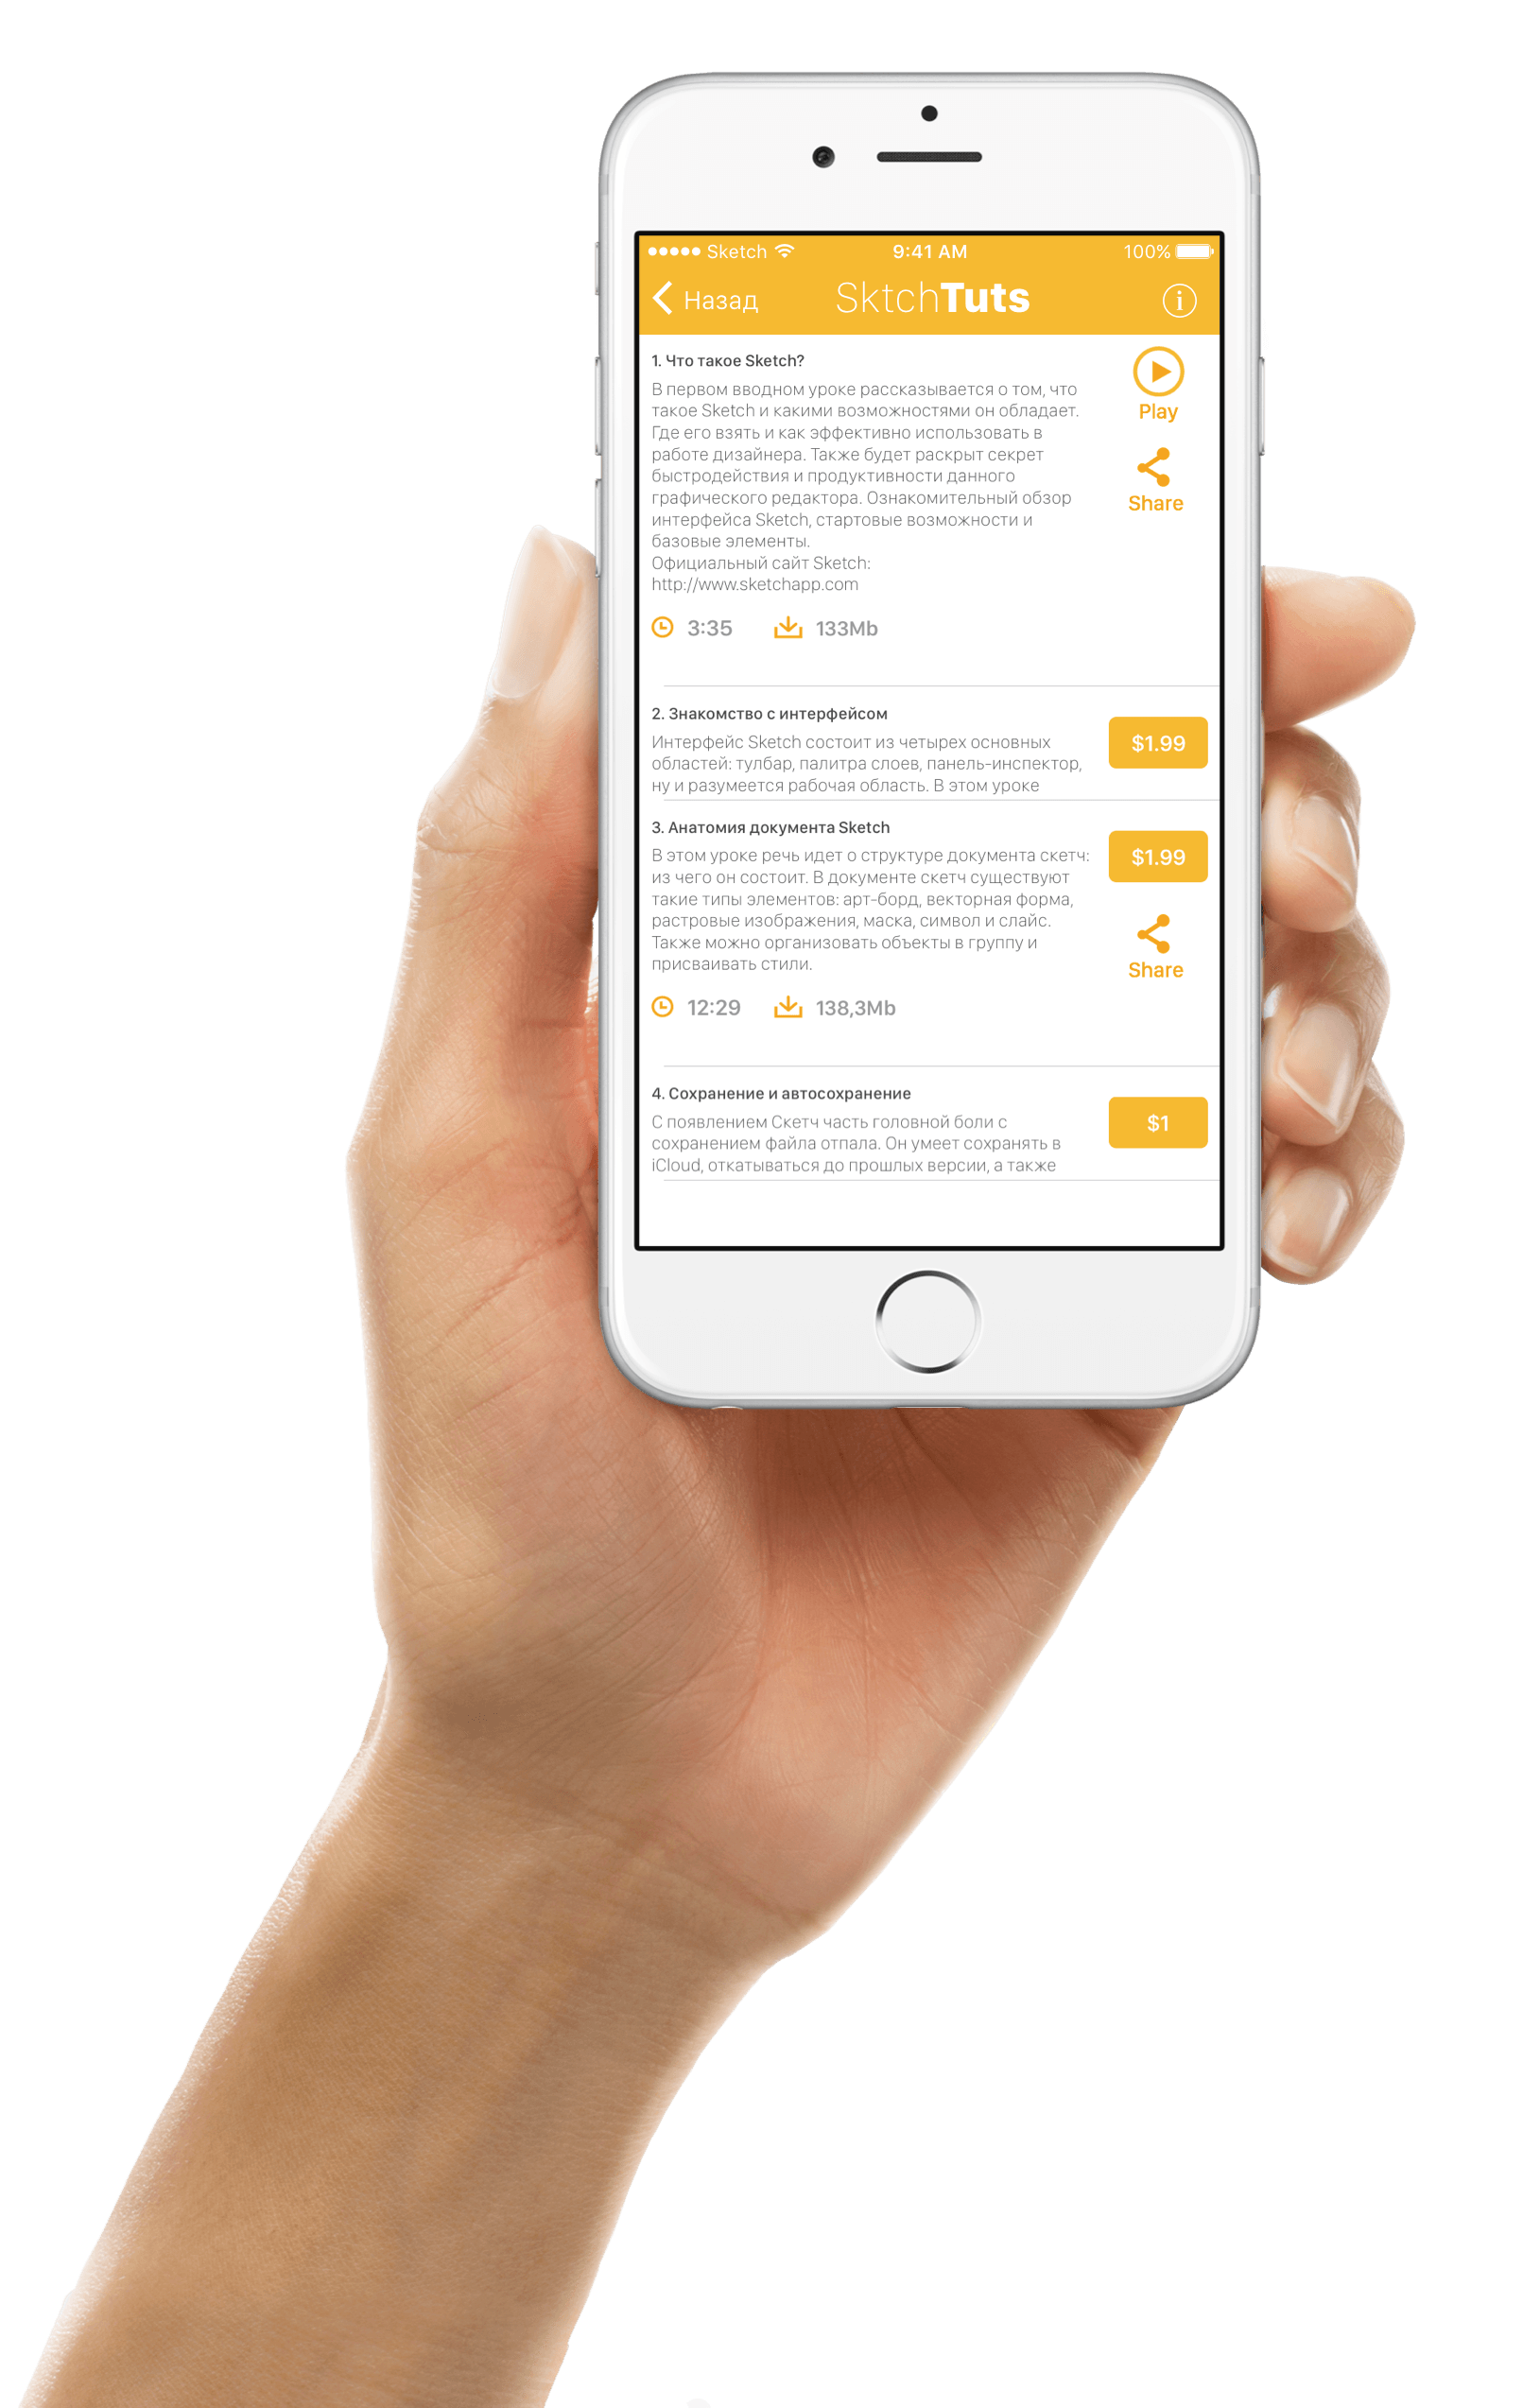 Sketch 9:41 AM 100%
Назад SktchTuts i
1. Что такое Sketch?
В первом вводном уроке рассказывается о том, что
такое Sketch и какими возможностями он обладает.
Где его взять и как эффективно использовать в
работе дизайнера. Также будет раскрыт секрет
быстродействия и продуктивности данного
графического редактора. Ознакомительный обзор
интерфейса Sketch, стартовые возможности и
базовые элементы.
Официальный сайт Sketch:
http://www.sketchapp.com
Play
Share
3:35 133Mb
2. Знакомство с интерфейсом
Интерфейс Sketch состоит из четырех основных
областей: тулбар, палитра слоев, панель-инспектор,
ну и разумеется рабочая область. В этом уроке
$1.99
3. Анатомия документа Sketch
В этом уроке речь идет о структуре документа скетч:
из чего он состоит. В документе скетч существуют
такие типы элементов: арт-борд, векторная форма,
растровые изображения, маска, символ и слайс.
Также можно организовать объекты в группу и
присваивать стили.
$1.99
Share
12:29 138,3Mb
4. Сохранение и автосохранение
С появлением Скетч часть головной боли с
сохранением файла отпала. Он умеет сохранять в
iCloud, откатываться до прошлых версии, а также
$1